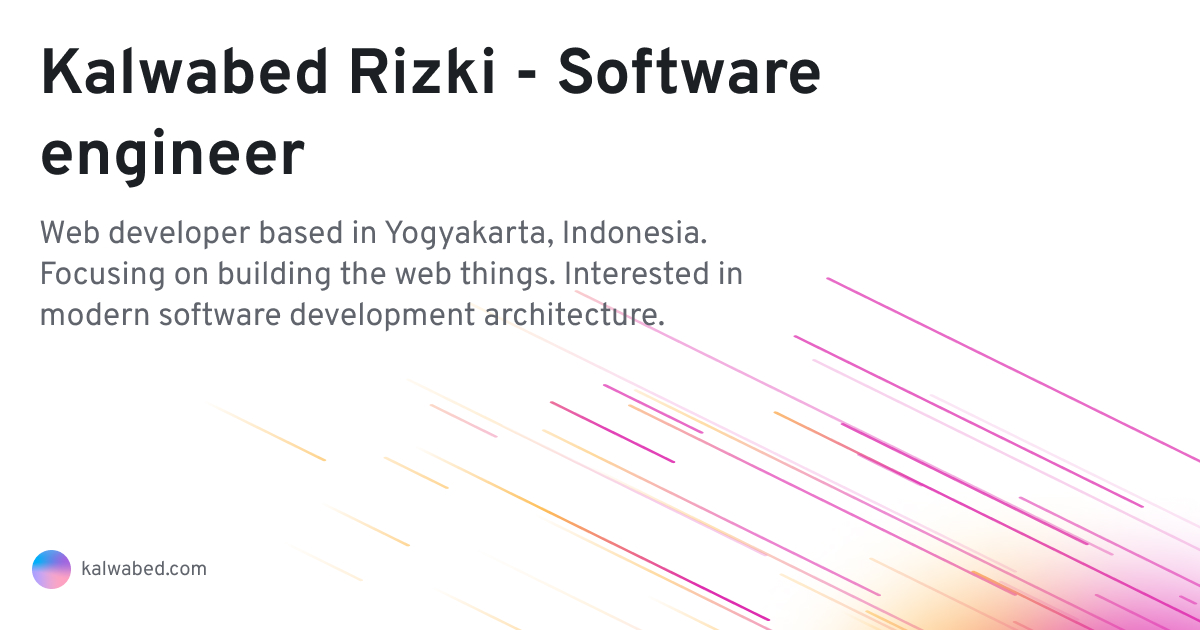 Kalwabed Rizki - Software
engineer
Web developer based in Yogyakarta, Indonesia.
Focusing on building the web things. Interested in
modern software development architecture.
kalwabed.com